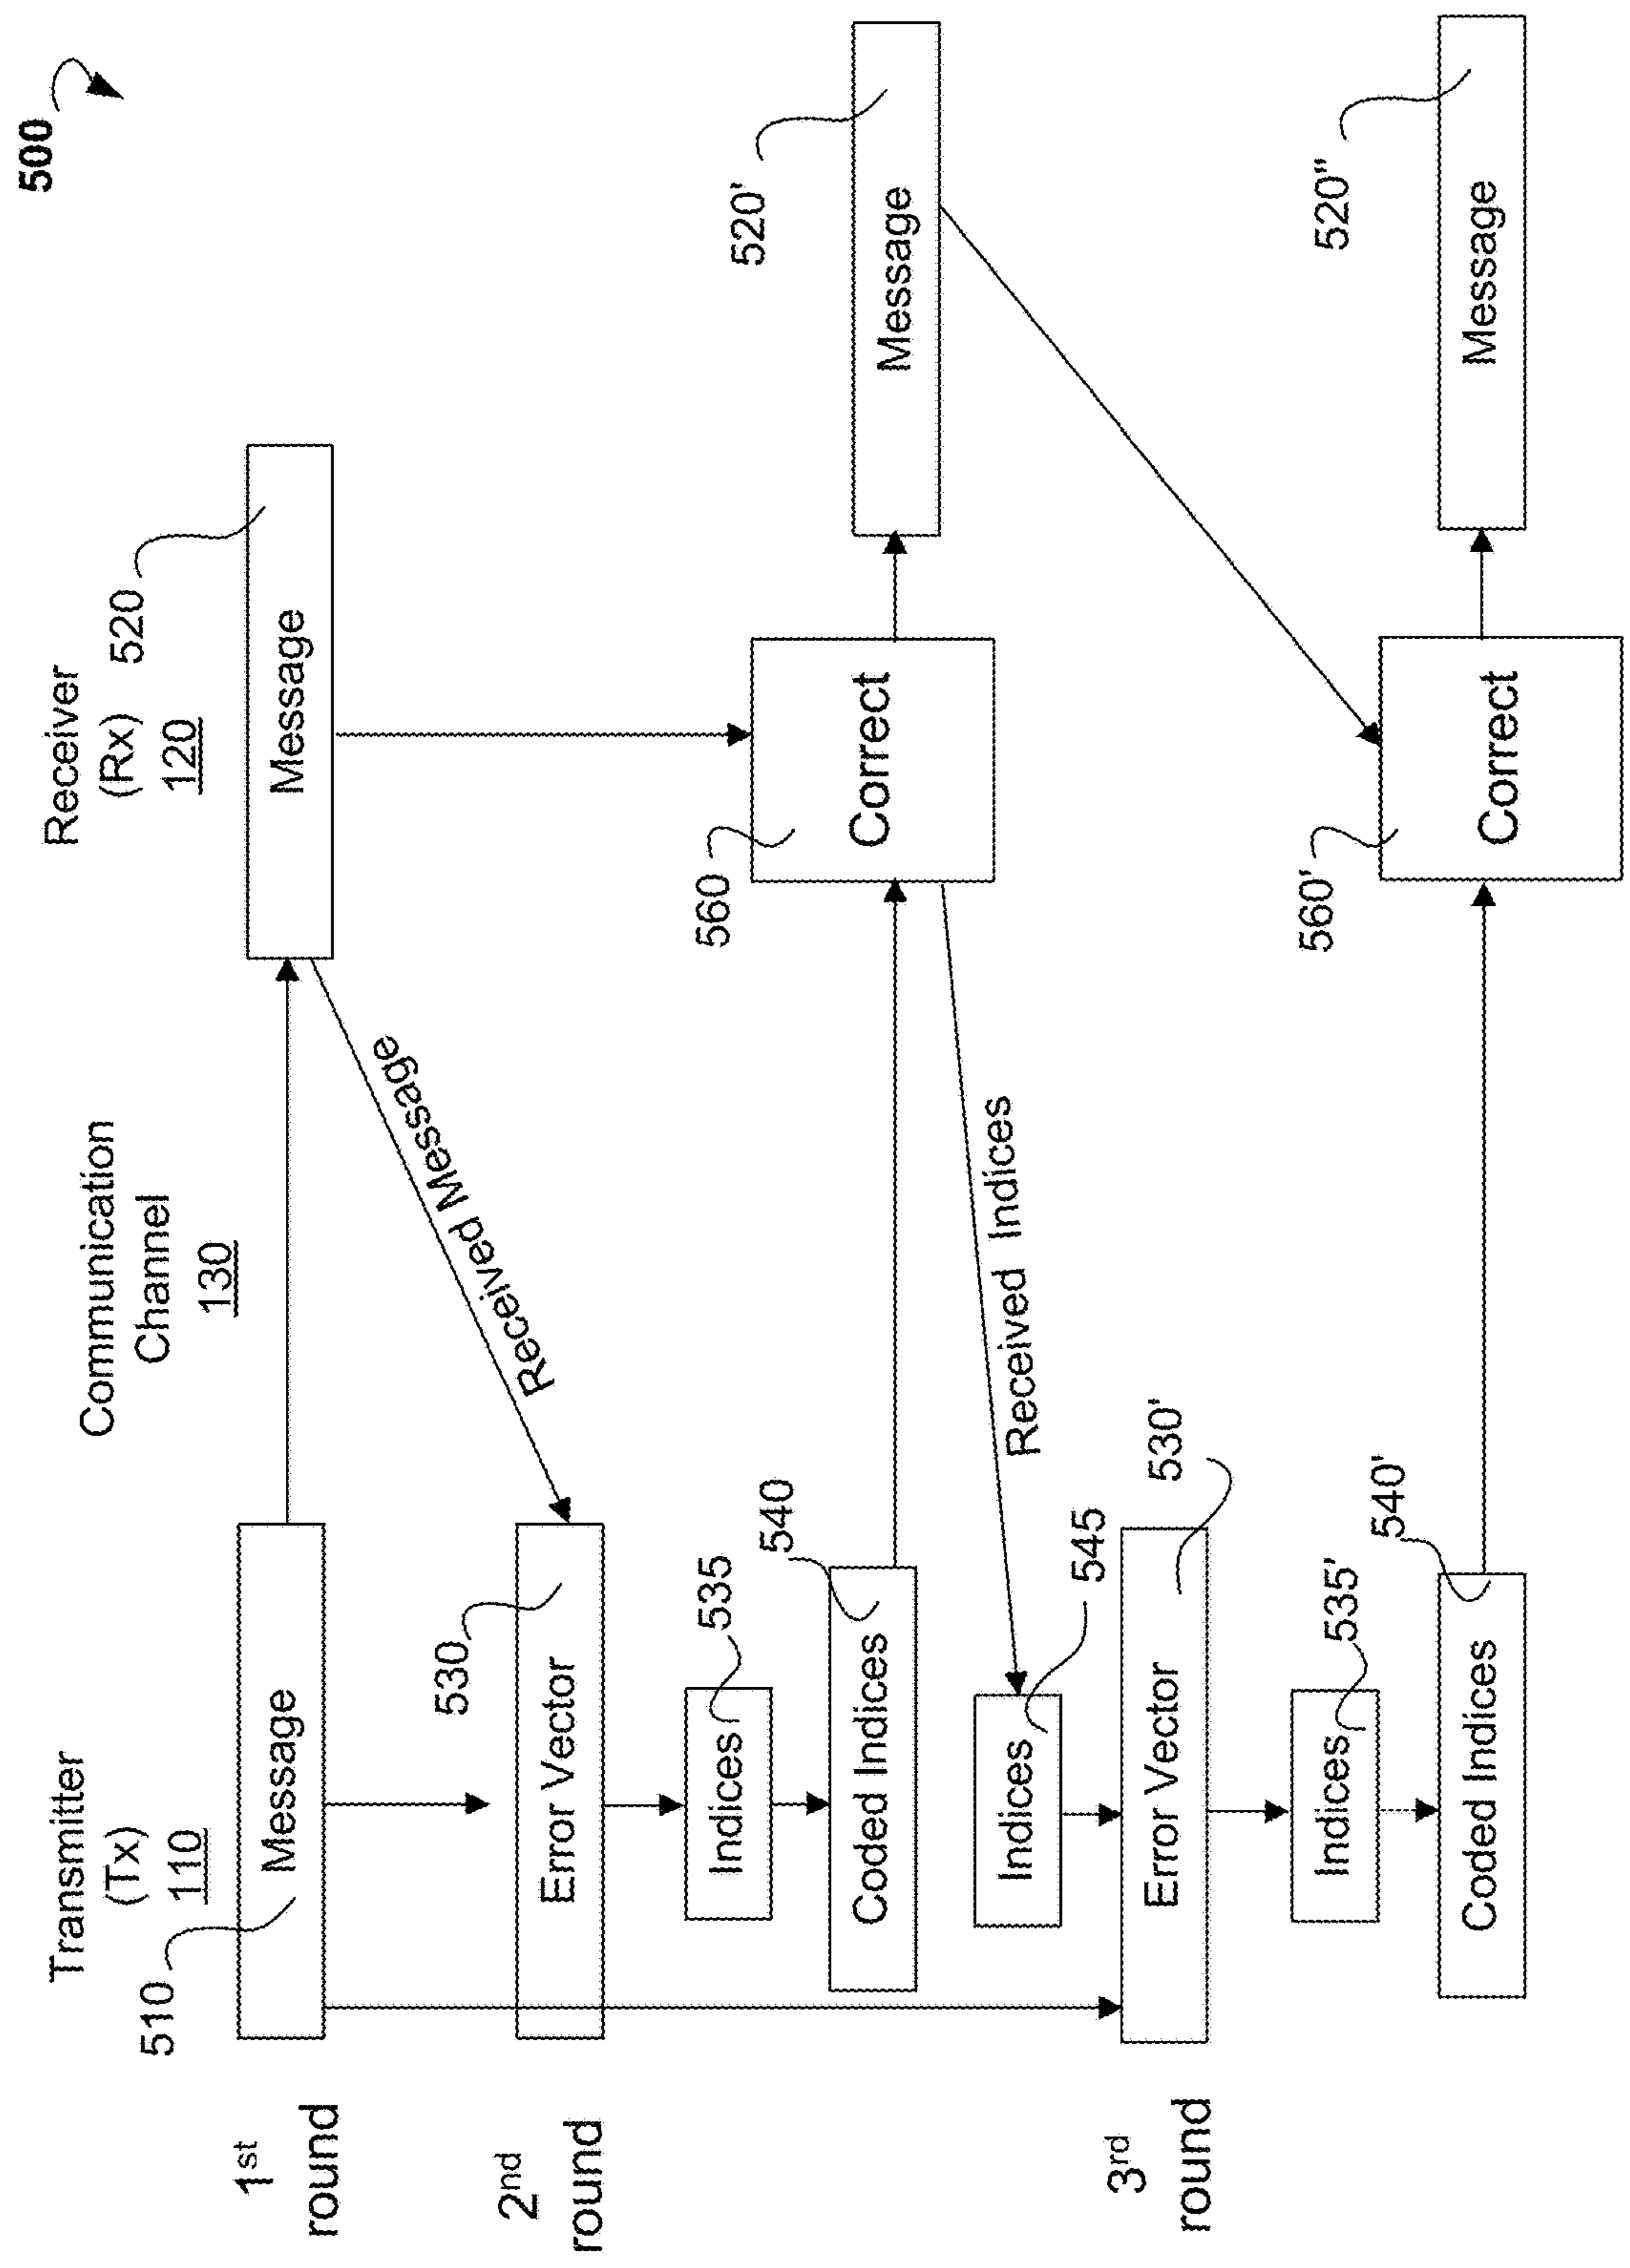 500
Transmitter
(Tx)
110
Communication
Channel
130
Receiver
(Rx)
120
1st
round
510
Message
520
Message
Received Message
2nd
round
530
Error Vector
535
Indices
540
Coded Indices
560
Correct
520'
Message
Received Indices
545
Indices
3rd
round
530'
Error Vector
535'
Indices
540'
Coded Indices
560'
Correct
520"
Message